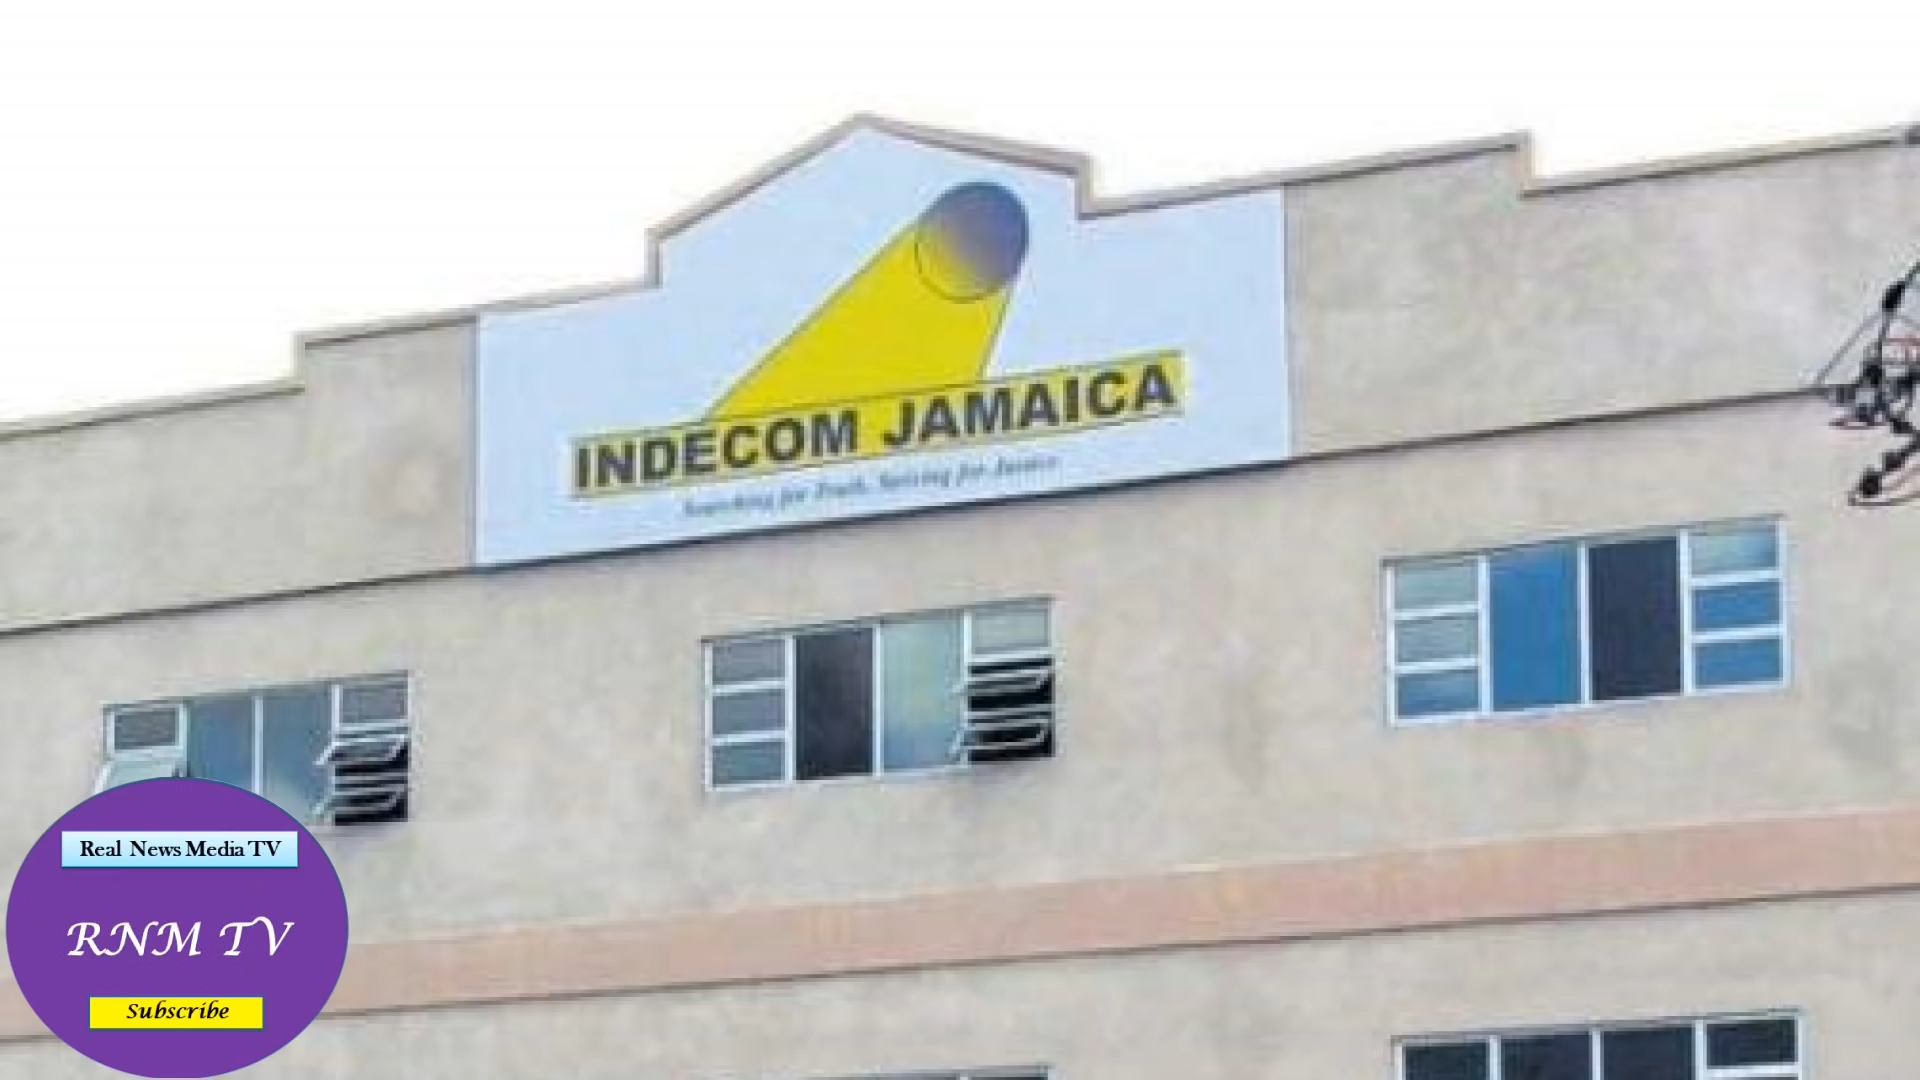 INDECOM JAMAICA
Searching for Truth, Striving for Justice
Real News Media TV
RNM TV
Subscribe